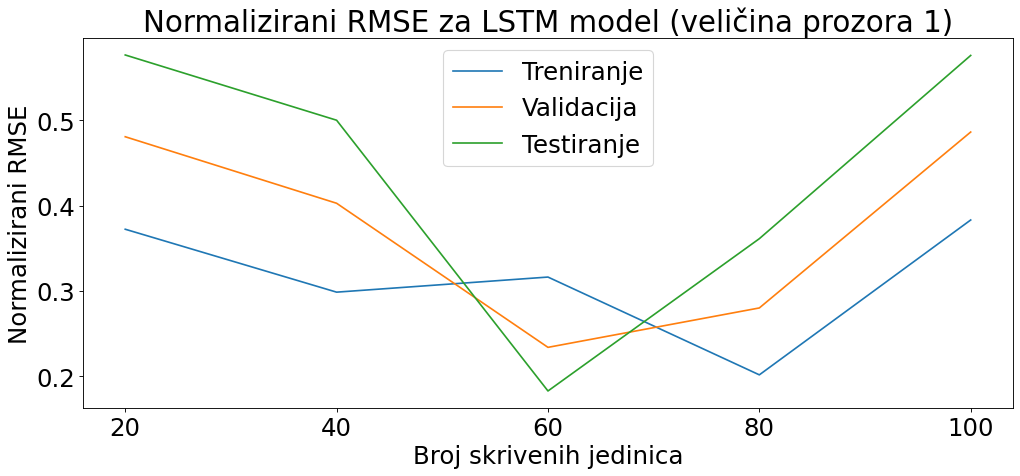 Normalizirani RMSE za LSTM model (veličina prozora 1)
Treniranje
Validacija
Testiranje
Normalizirani RMSE
0.5
0.4
0.3
0.2
20 40 60 80 100
Broj skrivenih jedinica